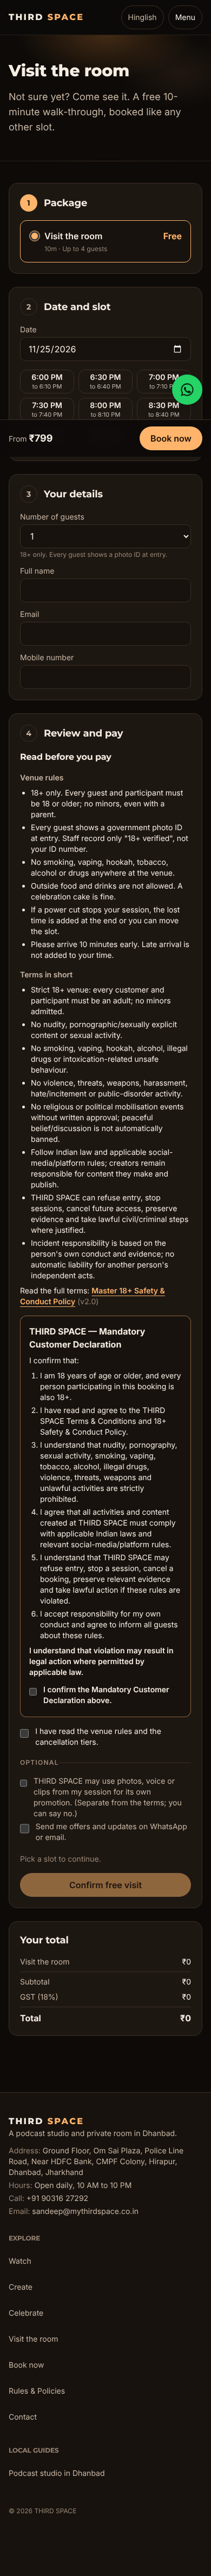 THIRD SPACE
Hinglish
Menu
Visit the room
Not sure yet? Come see it. A free 10-
minute walk-through, booked like any
other slot.
1 Package
Visit the room Free
10m · Up to 4 guests
2 Date and slot
Date
11/25/2026
6:00 PM 6:30 PM 7:00 PM
to 6:10 PM to 6:40 PM to 7:10
7:30 PM 8:00 PM 8:30 PM
to 7:40 PM to 8:10 PM to 8:40 PM
From ₹799 Book now
3 Your details
Number of guests
1
18+ only. Every guest shows a photo ID at entry.
Full name
Email
Mobile number
4 Review and pay
Read before you pay
Venue rules
• 18+ only. Every guest and participant must
be 18 or older; no minors, even with a
parent.
• Every guest shows a government photo ID
at entry. Staff record only "18+ verified", not
your ID number.
• No smoking, vaping, hookah, tobacco,
alcohol or drugs anywhere at the venue.
• Outside food and drinks are not allowed. A
celebration cake is fine.
• If a power cut stops your session, the lost
time is added at the end or you can move
the slot.
• Please arrive 10 minutes early. Late arrival is
not added to your time.
Terms in short
• Strict 18+ venue: every customer and
participant must be an adult; no minors
admitted.
• No nudity, pornographic/sexually explicit
content or sexual activity.
• No smoking, vaping, hookah, alcohol, illegal
drugs or intoxication-related unsafe
behaviour.
• No violence, threats, weapons, harassment,
hate/incitement or public-disorder activity.
• No religious or political mobilisation events
without written approval; peaceful
belief/discussion is not automatically
banned.
• Follow Indian law and applicable social-
media/platform rules; creators remain
responsible for content they make and
publish.
• THIRD SPACE can refuse entry, stop
sessions, cancel future access, preserve
evidence and take lawful civil/criminal steps
where justified.
• Incident responsibility is based on the
person's own conduct and evidence; no
automatic liability for another person's
independent acts.
Read the full terms: Master 18+ Safety &
Conduct Policy (v2.0)
THIRD SPACE — Mandatory
Customer Declaration
I confirm that:
1. I am 18 years of age or older, and every
person participating in this booking is
also 18+.
2. I have read and agree to the THIRD
SPACE Terms & Conditions and 18+
Safety & Conduct Policy.
3. I understand that nudity, pornography,
sexual activity, smoking, vaping,
tobacco, alcohol, illegal drugs,
violence, threats, weapons and
unlawful activities are strictly
prohibited.
4. I agree that all activities and content
created at THIRD SPACE must comply
with applicable Indian laws and
relevant social-media/platform rules.
5. I understand that THIRD SPACE may
refuse entry, stop a session, cancel a
booking, preserve relevant evidence
and take lawful action if these rules are
violated.
6. I accept responsibility for my own
conduct and agree to inform all guests
about these rules.
I understand that violation may result in
legal action where permitted by
applicable law.
I confirm the Mandatory Customer
Declaration above.
I have read the venue rules and the
cancellation tiers.
OPTIONAL
THIRD SPACE may use photos, voice or
clips from my session for its own
promotion. (Separate from the terms; you
can say no.)
Send me offers and updates on WhatsApp
or email.
Pick a slot to continue.
Confirm free visit
Your total
Visit the room ₹0
Subtotal ₹0
GST (18%) ₹0
Total ₹0
THIRD SPACE
A podcast studio and private room in Dhanbad.
Address: Ground Floor, Om Sai Plaza, Police Line
Road, Near HDFC Bank, CMPF Colony, Hirapur,
Dhanbad, Jharkhand
Hours: Open daily, 10 AM to 10 PM
Call: +91 90316 27292
Email: sandeep@mythirdspace.co.in
EXPLORE
Watch
Create
Celebrate
Visit the room
Book now
Rules & Policies
Contact
LOCAL GUIDES
Podcast studio in Dhanbad
© 2026 THIRD SPACE